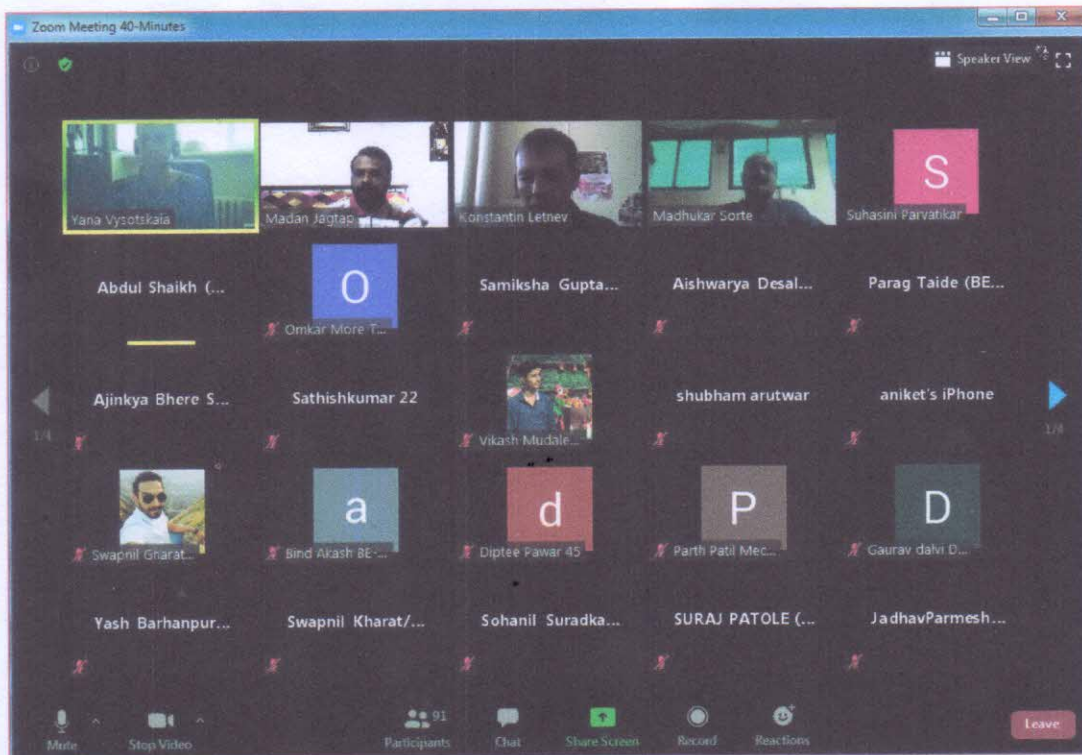 Zoom Meeting 40-Minutes
Speaker View
Yana Vysotskaia
Madan Jagtap
Konstantin Letnev
Madhukar Sorte
S
Suhasini Parvatikar
Abdul Shaikh (...
O
Omkar More T...
Samiksha Gupta...
Aishwarya Desal...
Parag Taide (BE...
Ajinkya Bhere S...
Sathishkumar 22
Vikash Mudale...
shubham arutwar
aniket's iPhone
1/4
1/4
Swapnil Gharat...
a
Bind Akash BE-...
d
Diptee Pawar 45
P
Parth Patil Mec...
D
Gaurav dalvi D...
Yash Barhanpur...
Swapnil Kharat/...
Sohanil Suradka...
SURAJ PATOLE (...
JadhavParmesh...
Mute
Stop Video
91
Participants
Chat
Share Screen
Record
Reactions
Leave